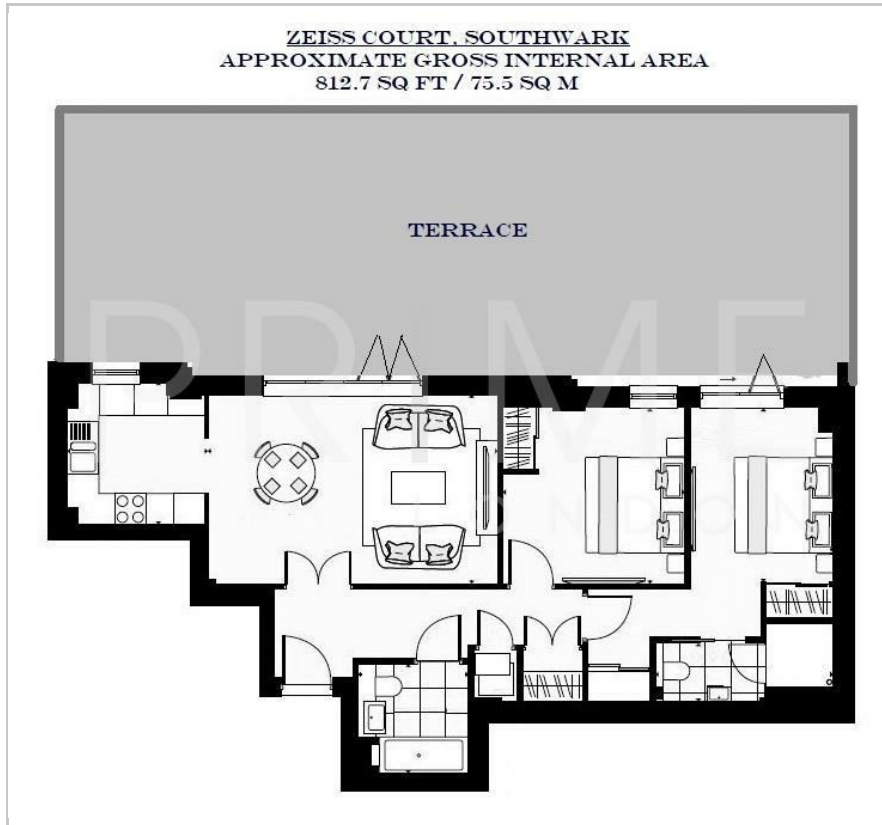 ZEISS COURT, SOUTHWARK
APPROXIMATE GROSS INTERNAL AREA
812.7 SQ FT / 75.5 SQ M
TERRACE
PRIME
LONDON